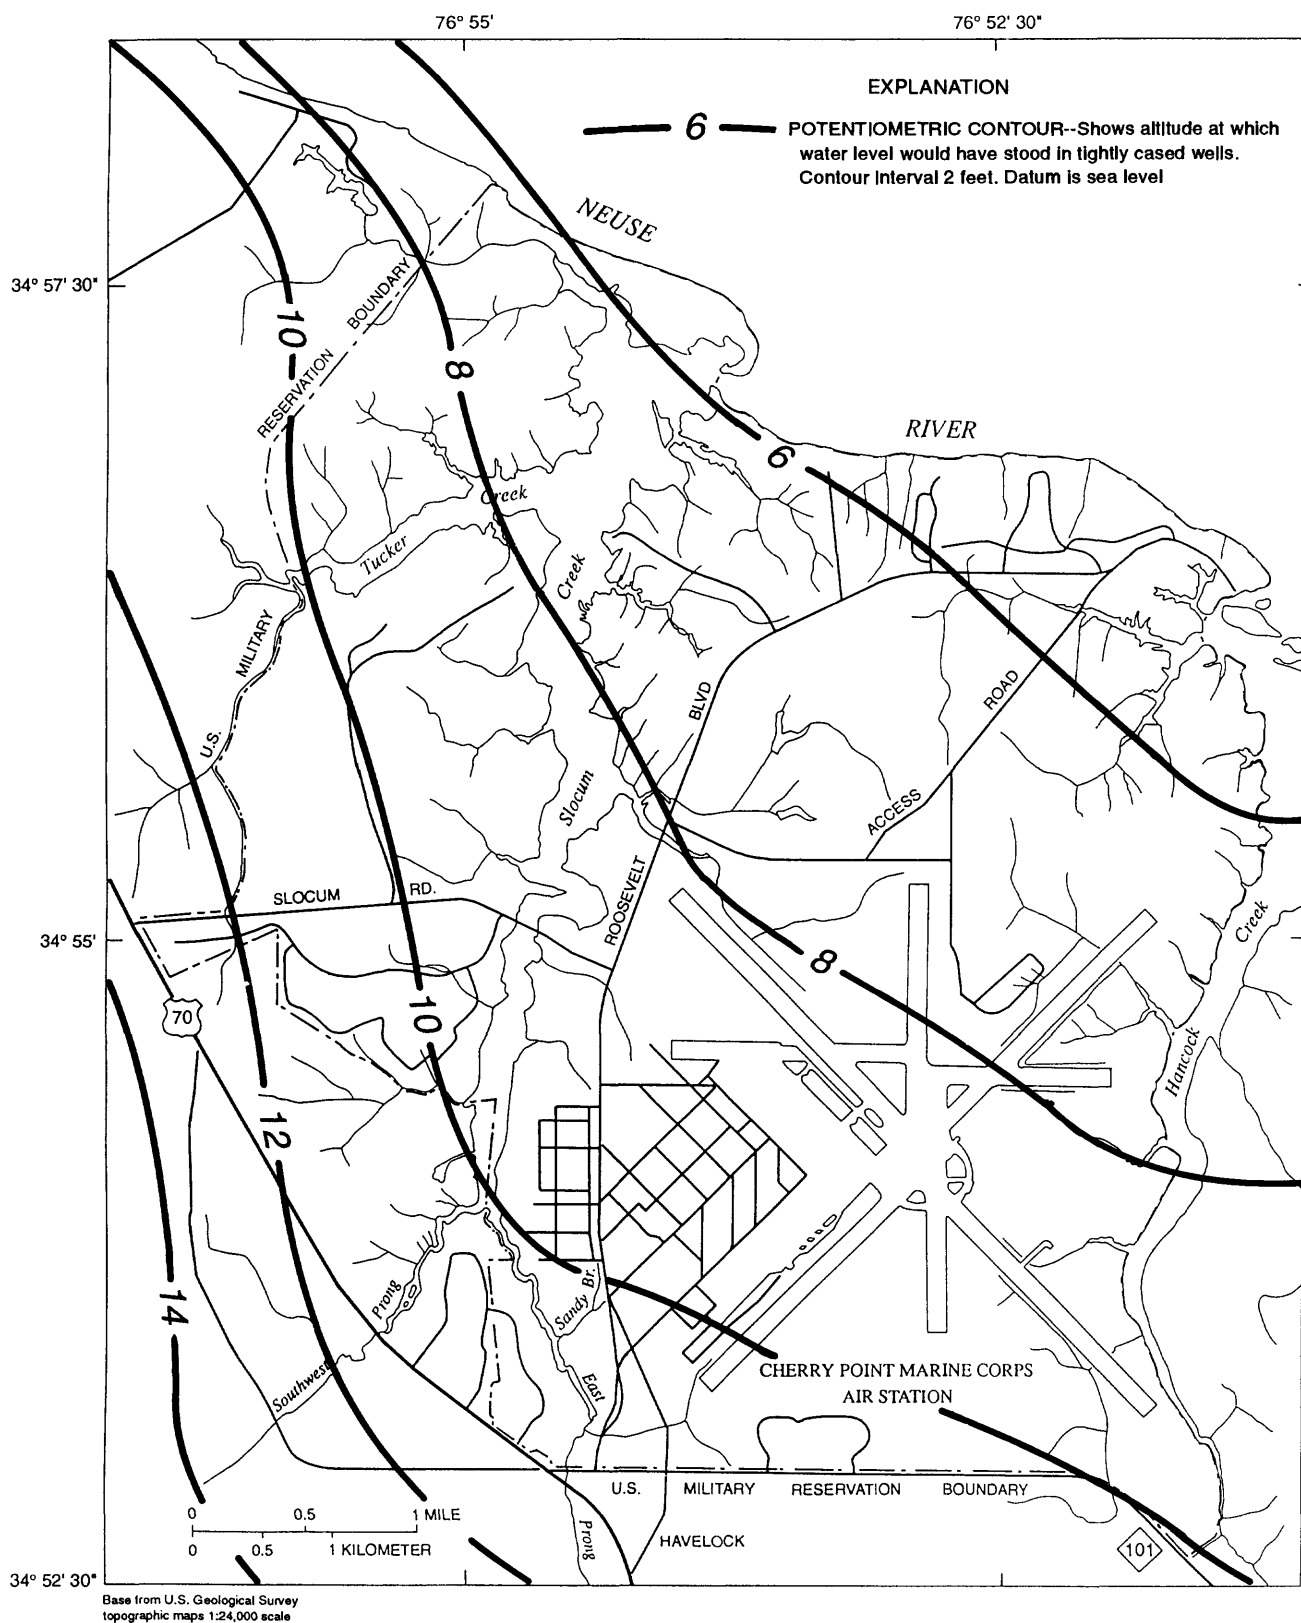 76° 55'
76° 52' 30"
EXPLANATION
6
POTENTIOMETRIC CONTOUR--Shows altitude at which
water level would have stood in tightly cased wells.
Contour Interval 2 feet. Datum is sea level
NEUSE
34° 57' 30"
BOUNDARY
10
RESERVATION
8
RIVER
6
Creek
Tucker
Creek
MILITARY
U.S.
BLVD
ROAD
Slocum
ACCESS
SLOCUM RD.
ROOSEVELT
34° 55'
8
Creek
70
10
Hancock
12
14
Prong
Sandy Br.
Southwest
East
CHERRY POINT MARINE CORPS
AIR STATION
U.S. MILITARY RESERVATION BOUNDARY
0 0.5 1 MILE
0 0.5 1 KILOMETER
Prong
HAVELOCK
101
34° 52' 30"
Base from U.S. Geological Survey
topographic maps 1:24,000 scale